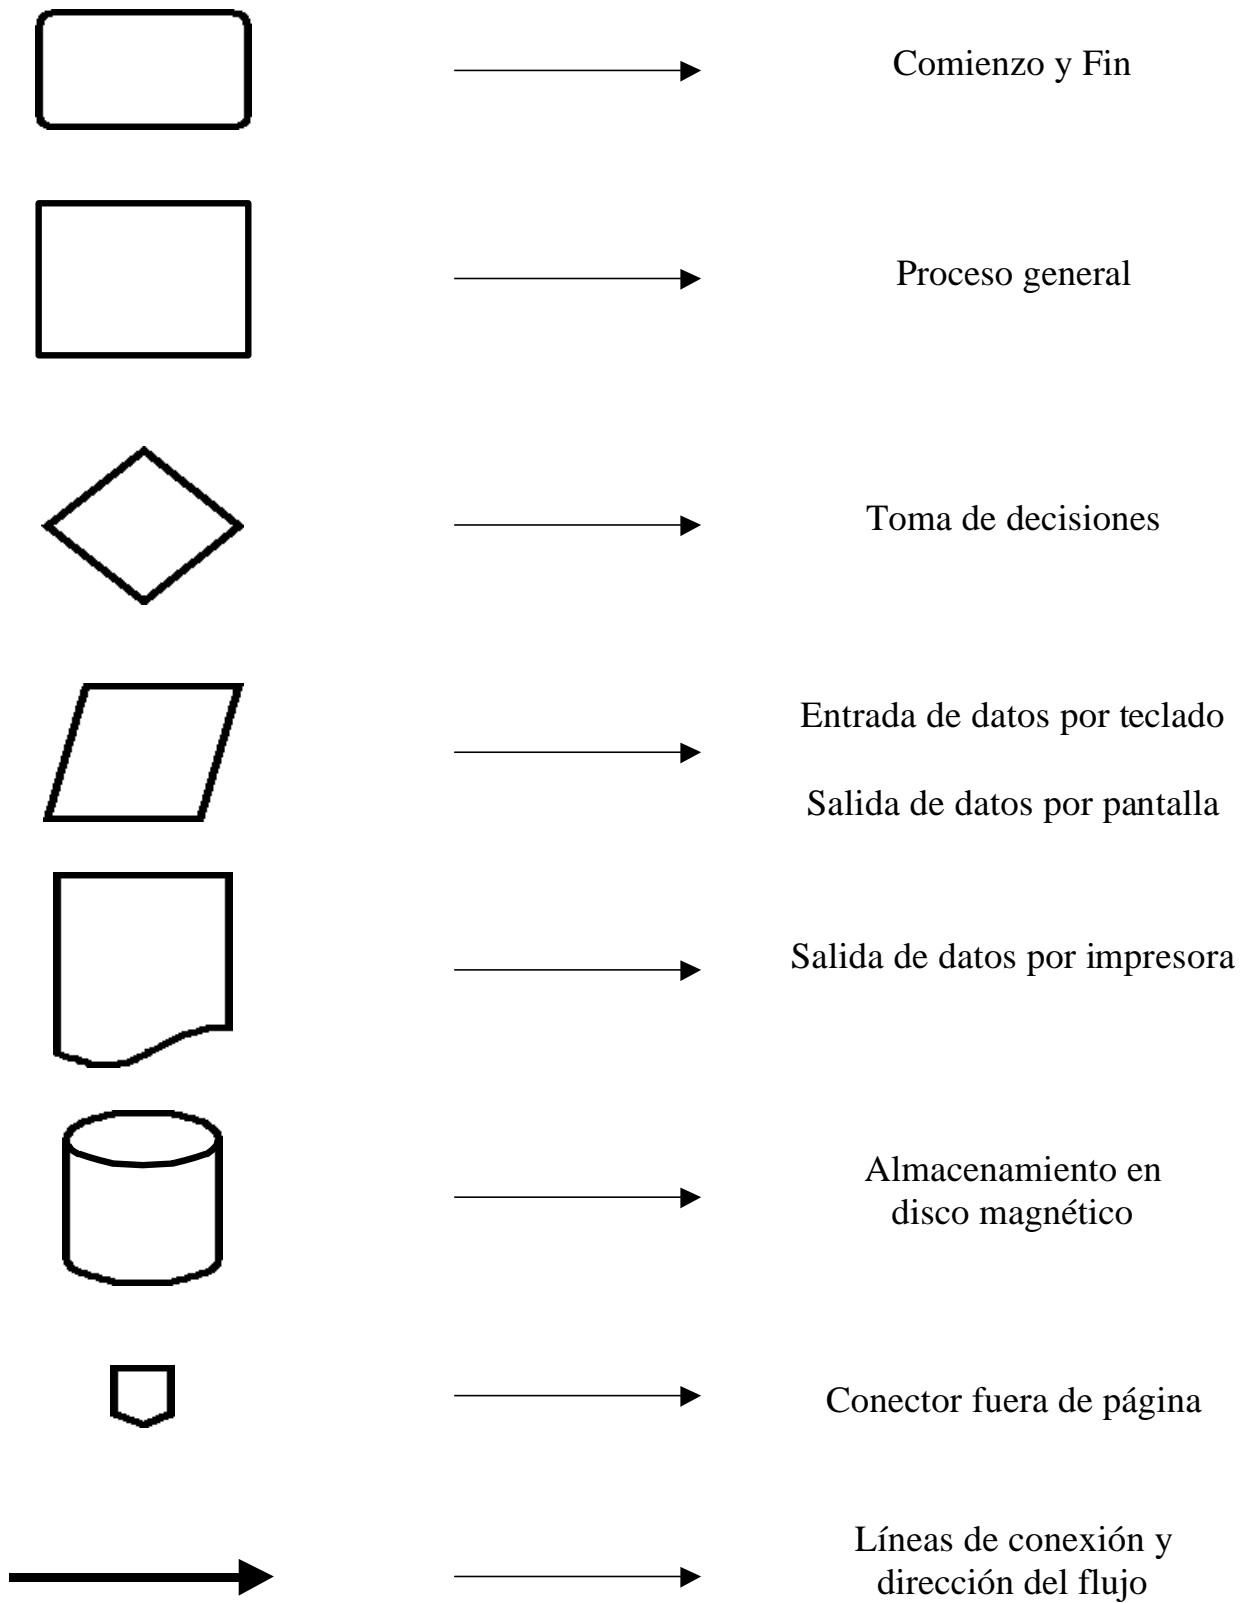 Comienzo y Fin
Proceso general
Toma de decisiones
Entrada de datos por teclado
Salida de datos por pantalla
Salida de datos por impresora
Almacenamiento en
disco magnético
Conector fuera de página
Líneas de conexión y
dirección del flujo